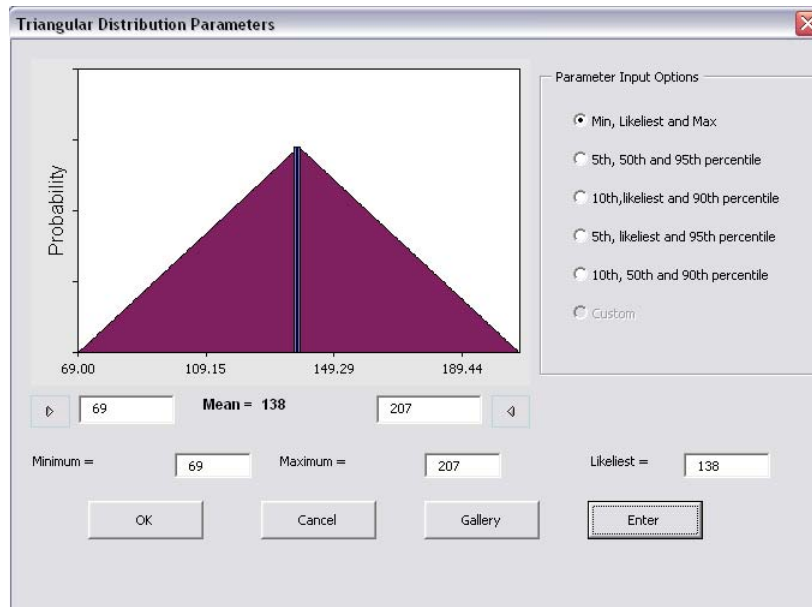 Triangular Distribution Parameters
Probability
69.00 109.15 149.29 189.44
69 Mean = 138 207
Minimum = 69 Maximum = 207 Likeliest = 138
OK Cancel Gallery Enter
Parameter Input Options
Min, Likeliest and Max
5th, 50th and 95th percentile
10th,likeliest and 90th percentile
5th, likeliest and 95th percentile
10th, 50th and 90th percentile
Custom